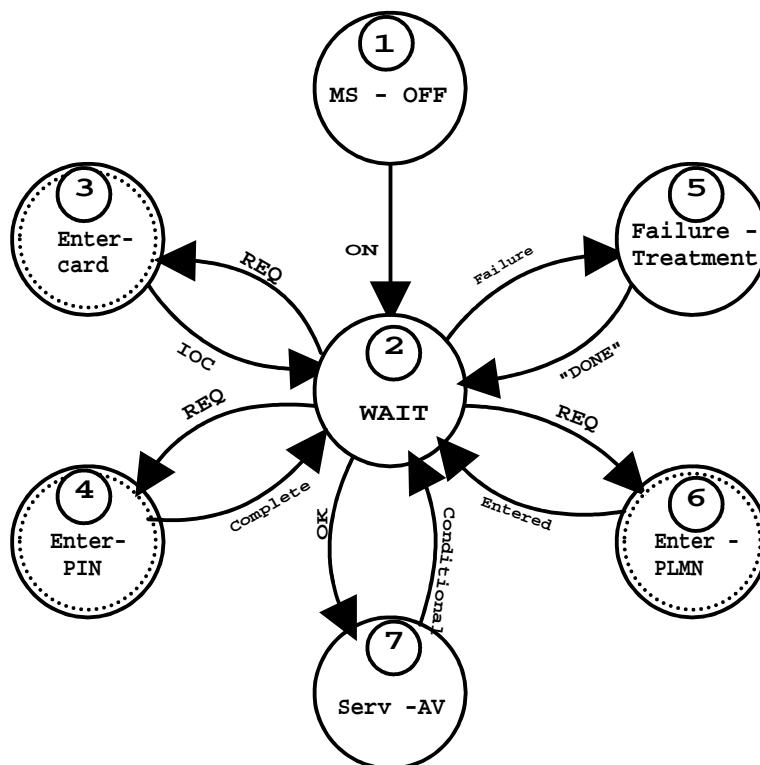 1
MS - OFF
3
Enter-
card
5
Failure -
Treatment
ON
REQ
Failure
IOC
"DONE"
2
WAIT
REQ
REQ
4
Enter-
PIN
Complete
Entered
6
Enter -
PLMN
OK
Conditional
7
Serv -AV